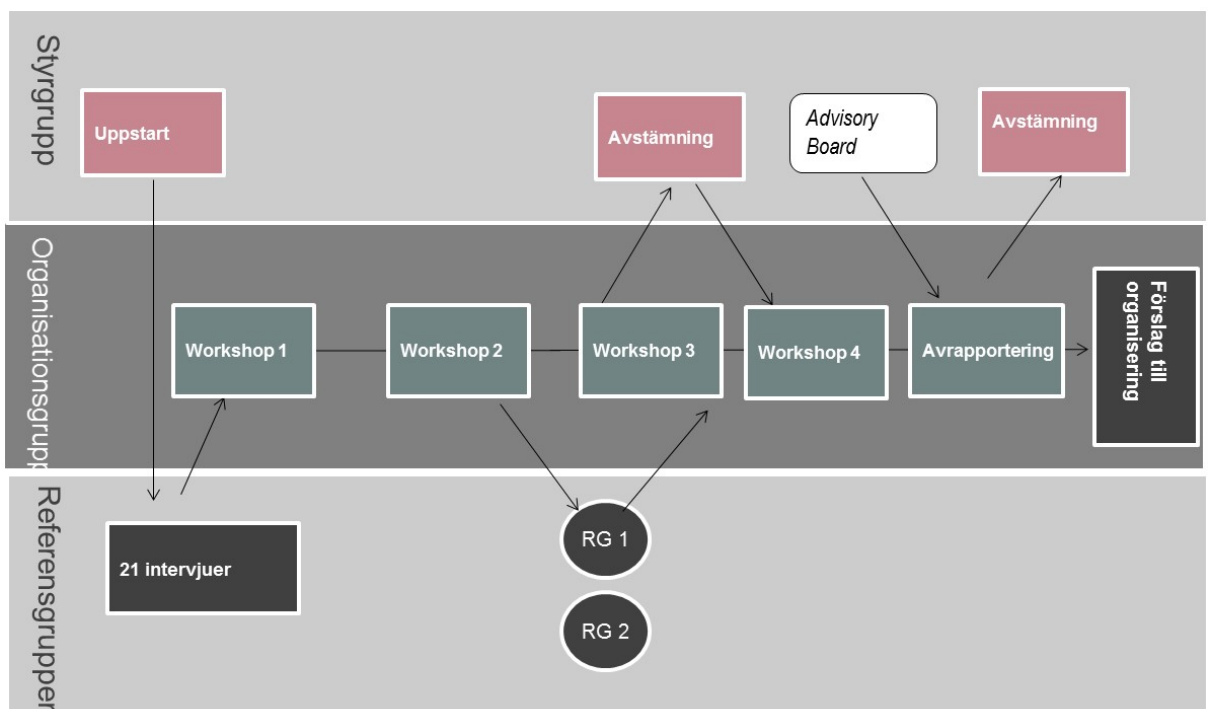 Styrgrupp
Uppstart
Avstämning
Advisory
Board
Avstämning
Organisationsgrupp
Workshop 1
Workshop 2
Workshop 3
Workshop 4
Avrapportering
Förslag till
organisering
Referensgrupper
21 intervjuer
RG 1
RG 2